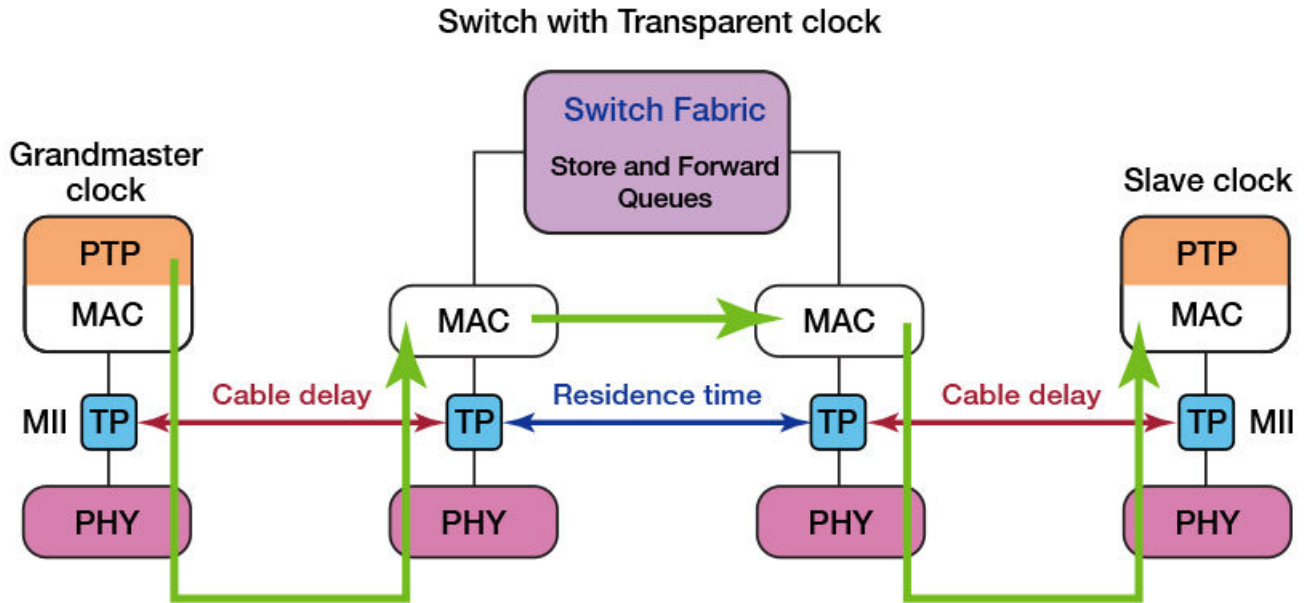 Switch with Transparent clock
Switch Fabric
Store and Forward
Queues
Grandmaster
clock
Slave clock
PTP
MAC
MAC
MAC
PTP
MAC
MII
TP
Cable delay
TP
Residence time
TP
Cable delay
TP
MII
PHY
PHY
PHY
PHY